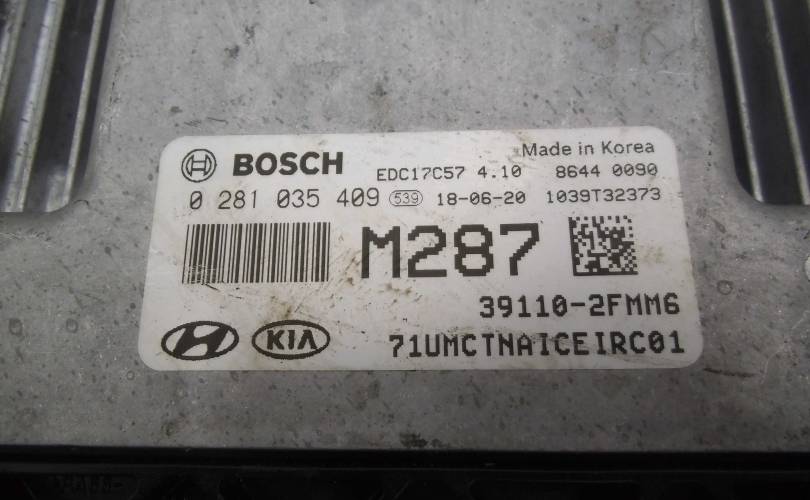 Made in Korea
BOSCH EDC17C57 4.10 8644 0090
0 281 035 409 539 18-06-20 1039T32373
M287
39110-2FMM6
KIA 71UMCTNAICEIRC01